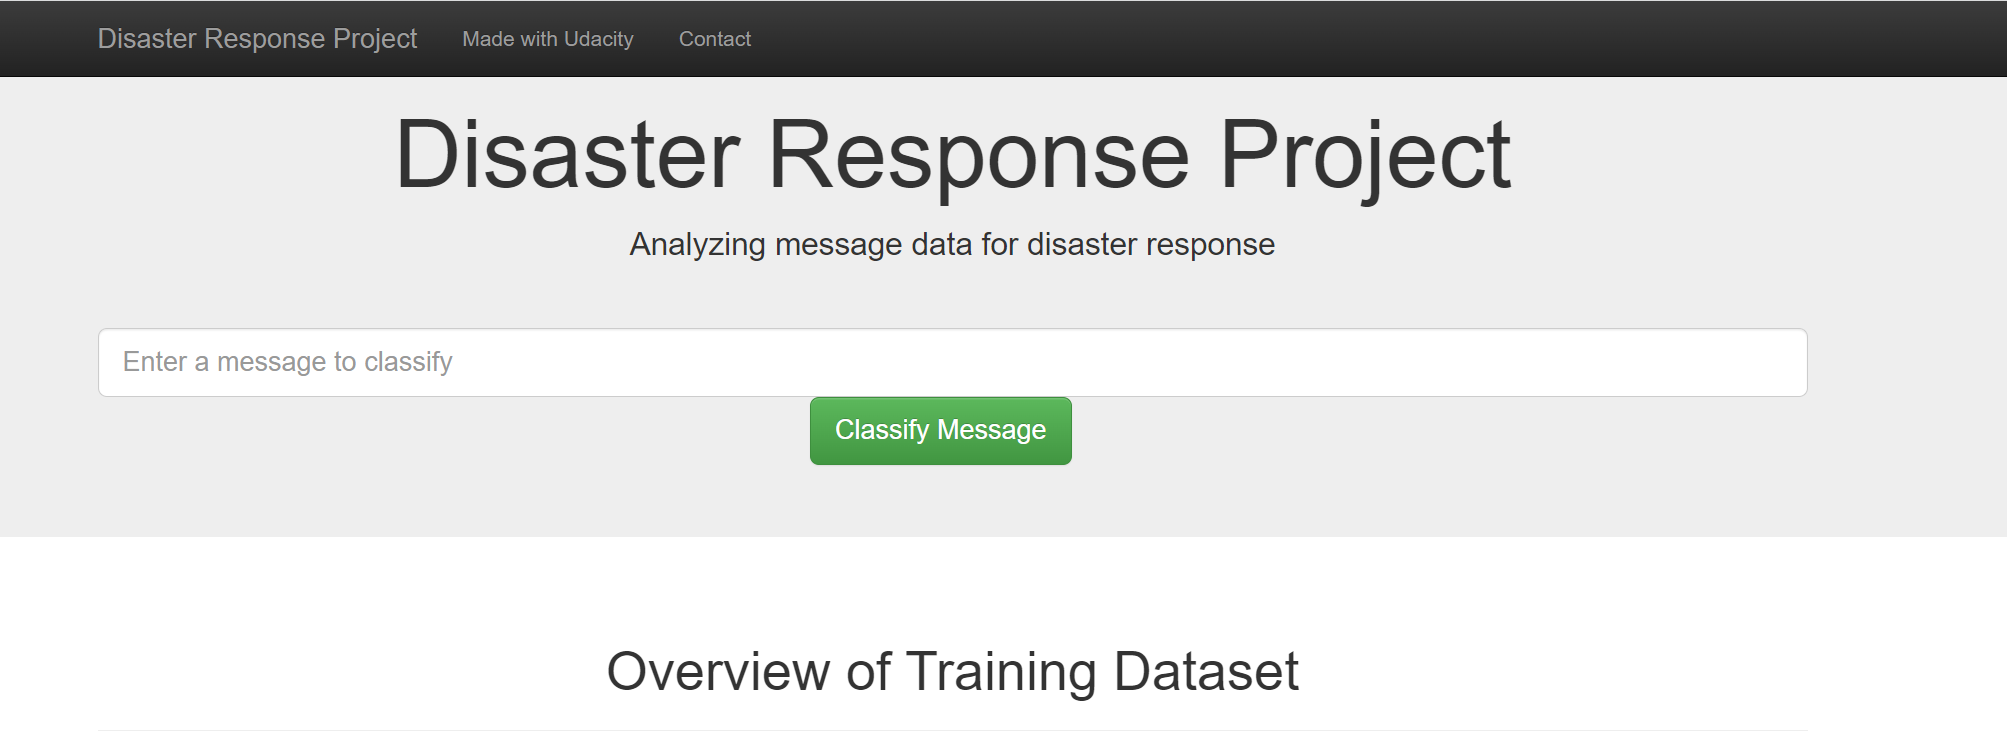 Disaster Response Project Made with Udacity Contact
Disaster Response Project
Analyzing message data for disaster response
Enter a message to classify
Classify Message
Overview of Training Dataset